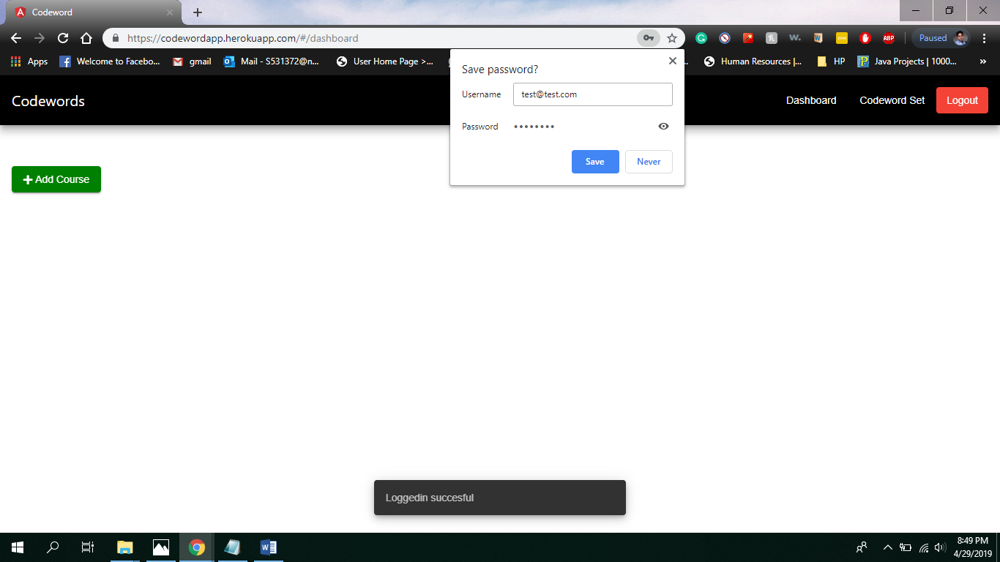 Codeword
https://codewordapp.herokuapp.com/#/dashboard
Paused
Apps
Welcome to Facebo...
gmail
Mail - S531372@n...
User Home Page >...
Human Resources |...
HP
Java Projects | 1000...
»
Save password?
Username
test@test.com
Password
••••••••
Save
Never
Codewords
Dashboard
Codeword Set
Logout
Add Course
Loggedin succesful
8:49 PM
4/29/2019
ABP